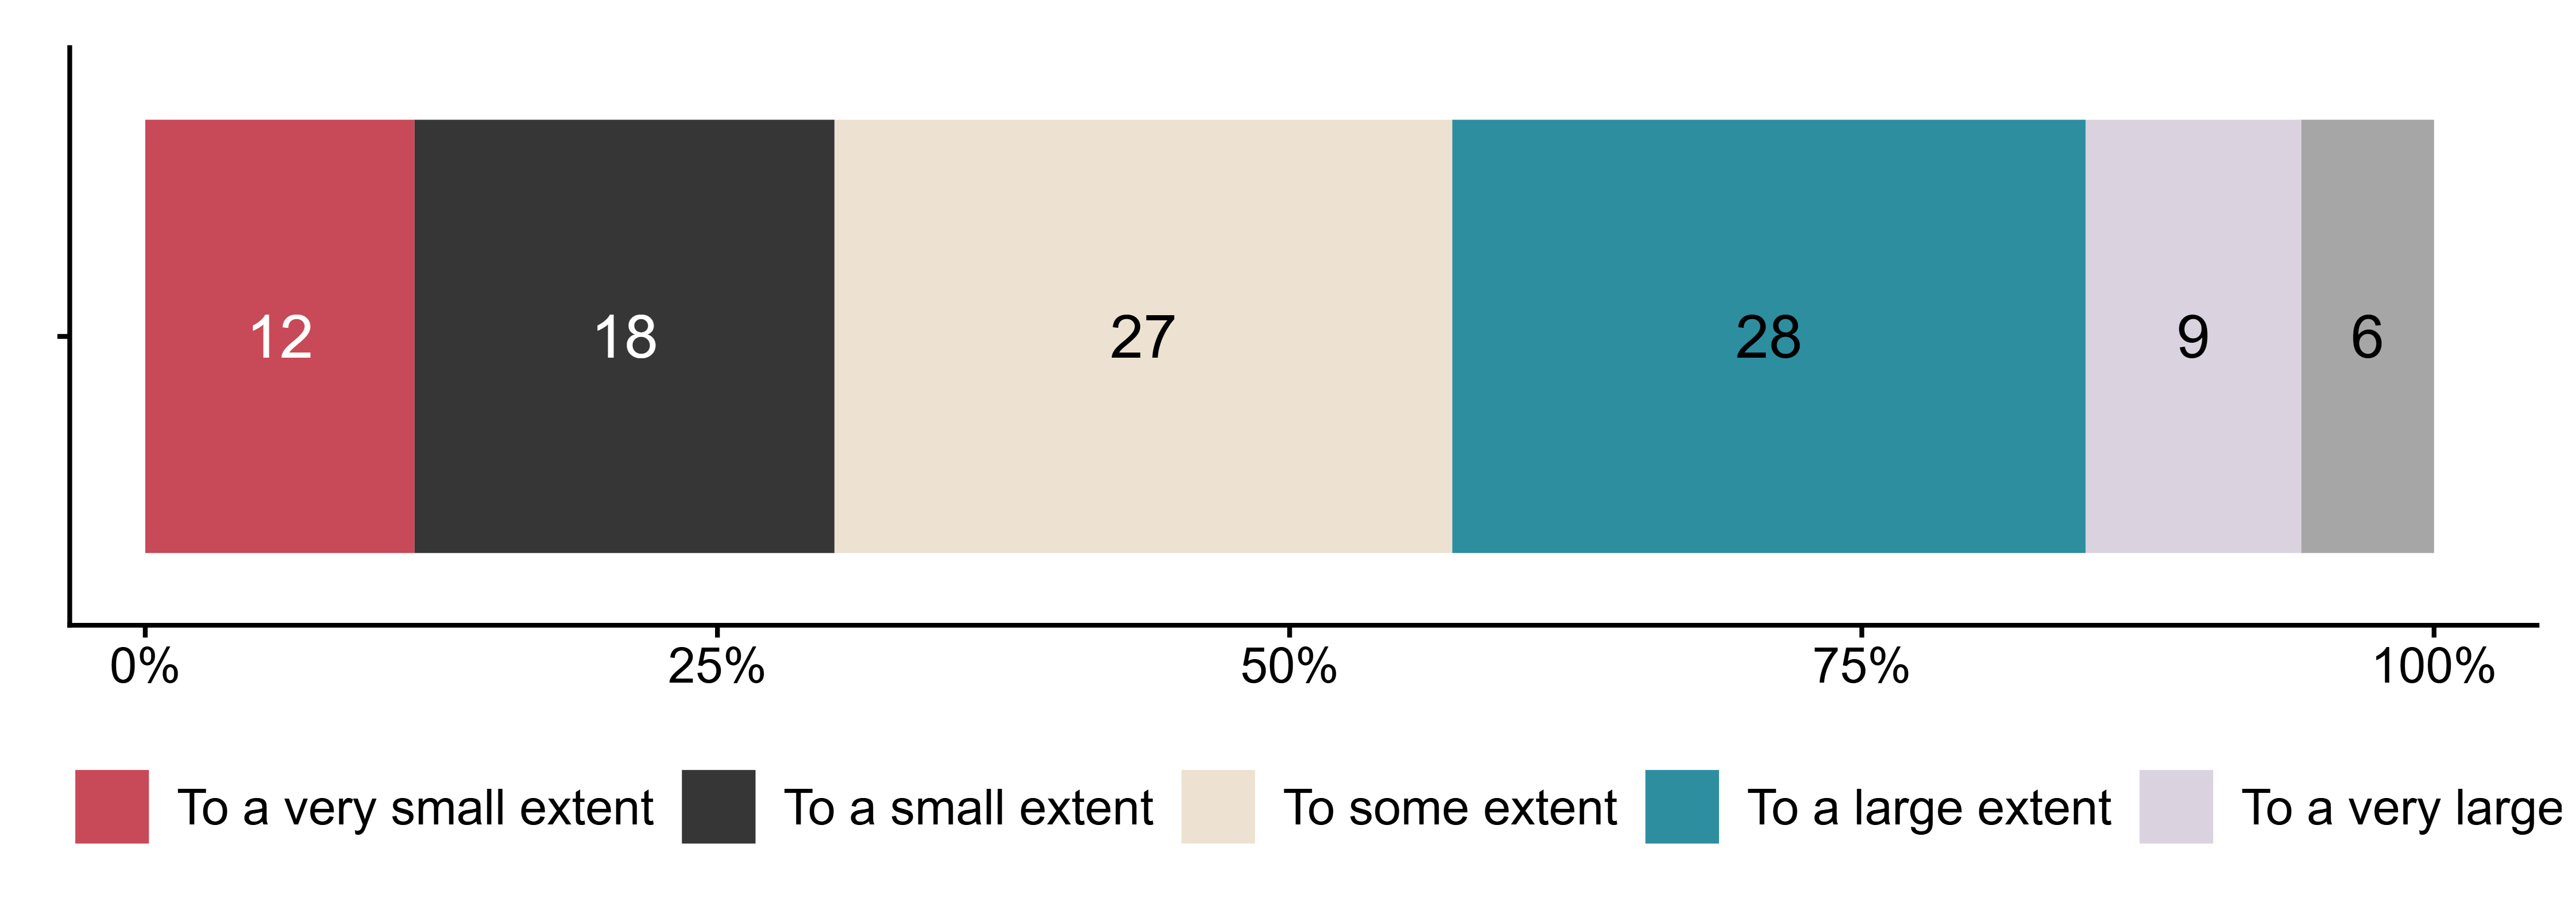 12 18 27 28 9 6
0% 25% 50% 75% 100%
To a very small extent To a small extent To some extent To a large extent To a very large